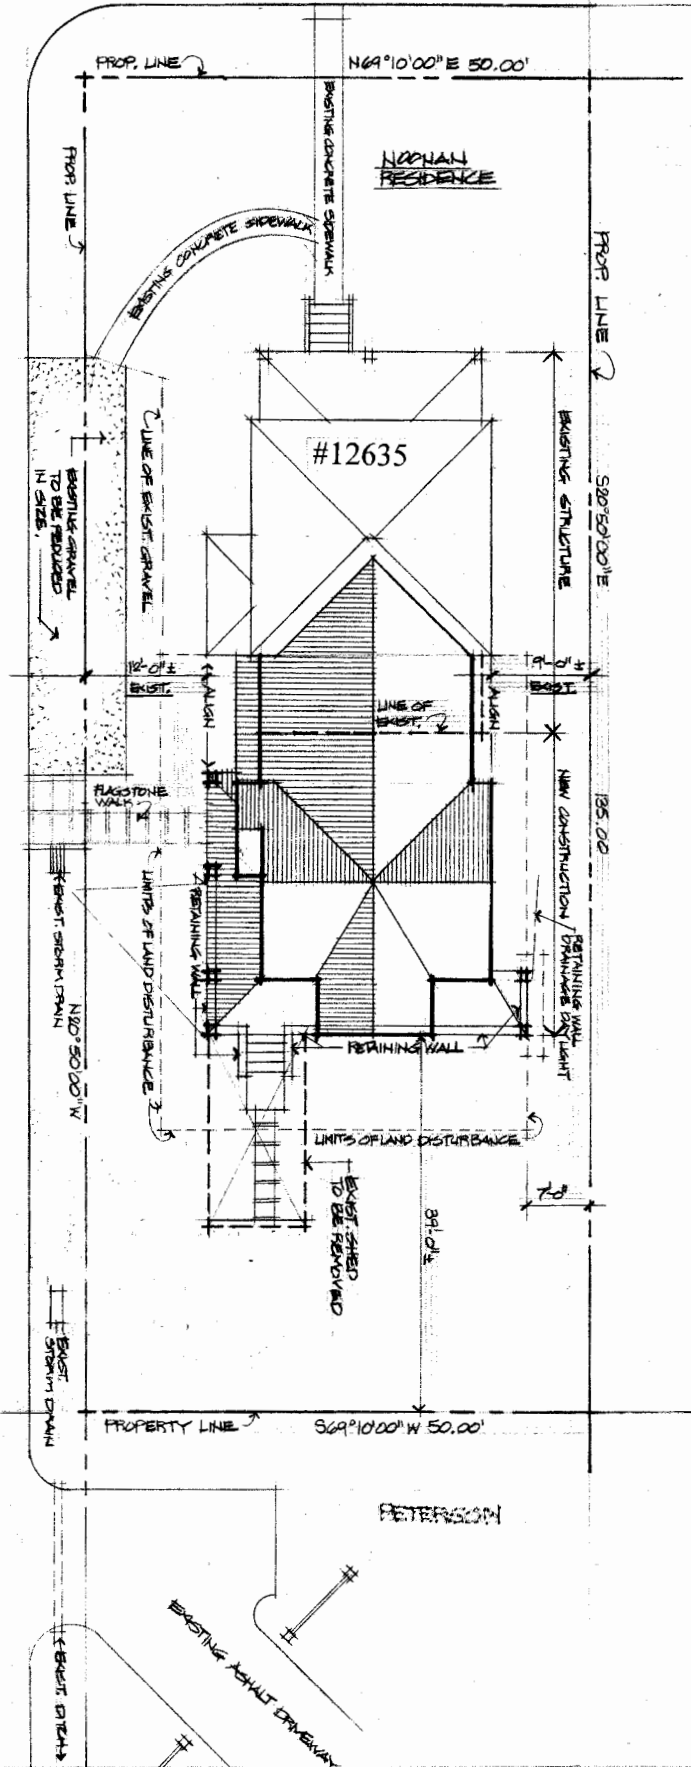 PROP. LINE
N69°10'00"E 50.00'
EXISTING CONCRETE SIDEWALK
NOONAN
RESIDENCE
PROP. LINE
EXISTING CONCRETE SIDEWALK
PROP. LINE
#12635
EXISTING STRUCTURE
S20°50'00"E
LINE OF EXIST. GRAVEL
EXISTING GRAVEL
TO BE REDUCED
IN SIZE.
12'-0"±
EXIST.
ALIGN
LINE OF
EXIST.
ALIGN
9'-0"±
EXIST.
135.00
FLAGSTONE
WALK
NEW CONSTRUCTION
RETAINING WALL
DRAINAGE DAYLIGHT
EXIST. STORM DRAIN
LIMITS OF LAND DISTURBANCE
RETAINING WALL
N20°50'00"W
RETAINING WALL
LIMITS OF LAND DISTURBANCE
7'-0"
EXIST. SHED
TO BE REMOVED
39'-0"±
EXIST.
STORM DRAIN
PROPERTY LINE
S69°10'00"W 50.00'
PETERSON
EXISTING ASPHALT DRIVEWAY
EXIST. DITCH